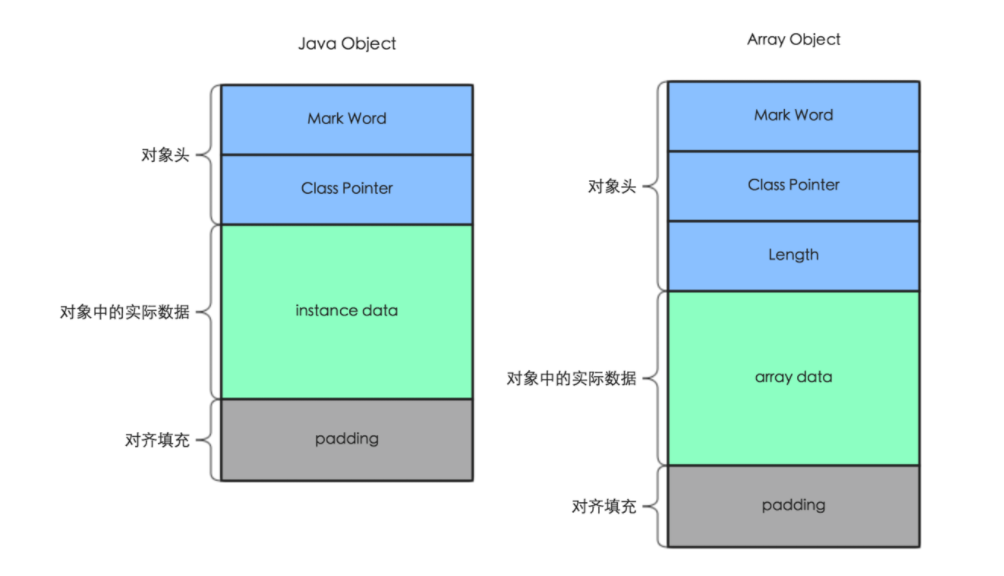 Java Object
对象头
Mark Word
Class Pointer
对象中的实际数据
instance data
对齐填充
padding
Array Object
对象头
Mark Word
Class Pointer
Length
对象中的实际数据
array data
对齐填充
padding